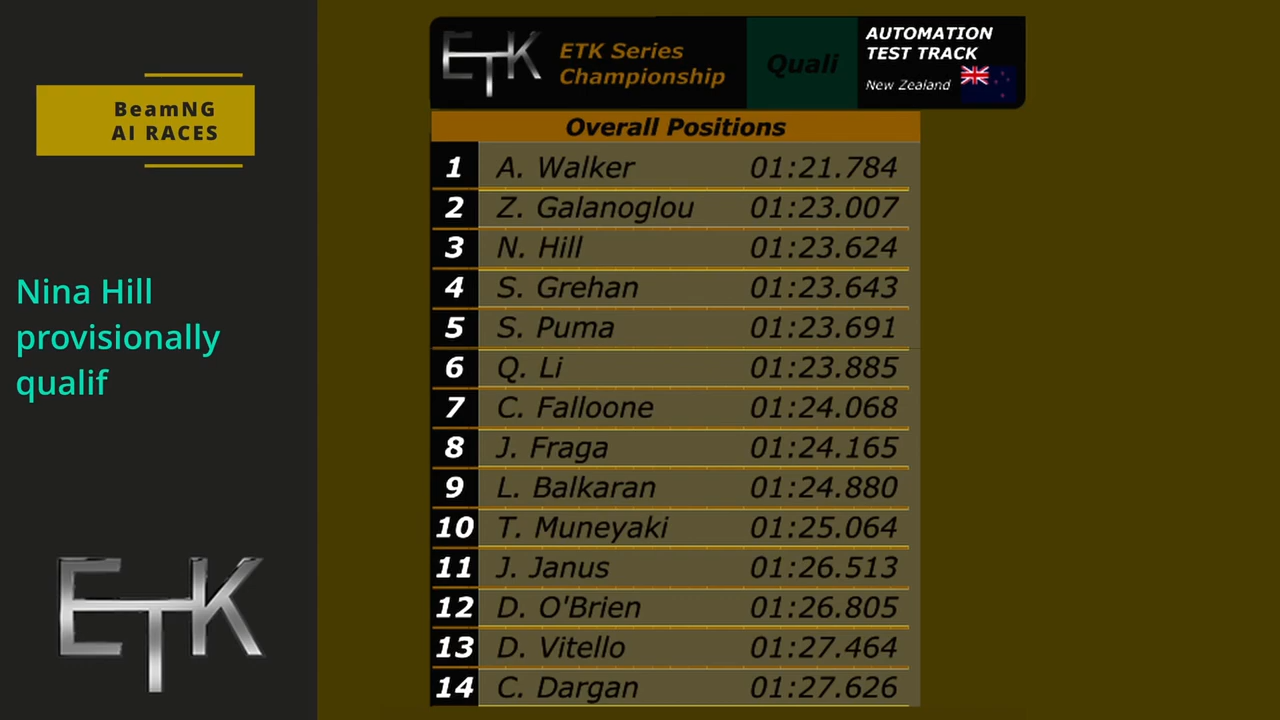 BeamNG
AI RACES
Nina Hill
provisionally
qualif
ETK
ETK
ETK Series
Championship
Quali
AUTOMATION
TEST TRACK
New Zealand
Overall Positions
1 A. Walker 01:21.784
2 Z. Galanoglou 01:23.007
3 N. Hill 01:23.624
4 S. Grehan 01:23.643
5 S. Puma 01:23.691
6 Q. Li 01:23.885
7 C. Falloone 01:24.068
8 J. Fraga 01:24.165
9 L. Balkaran 01:24.880
10 T. Muneyaki 01:25.064
11 J. Janus 01:26.513
12 D. O'Brien 01:26.805
13 D. Vitello 01:27.464
14 C. Dargan 01:27.626